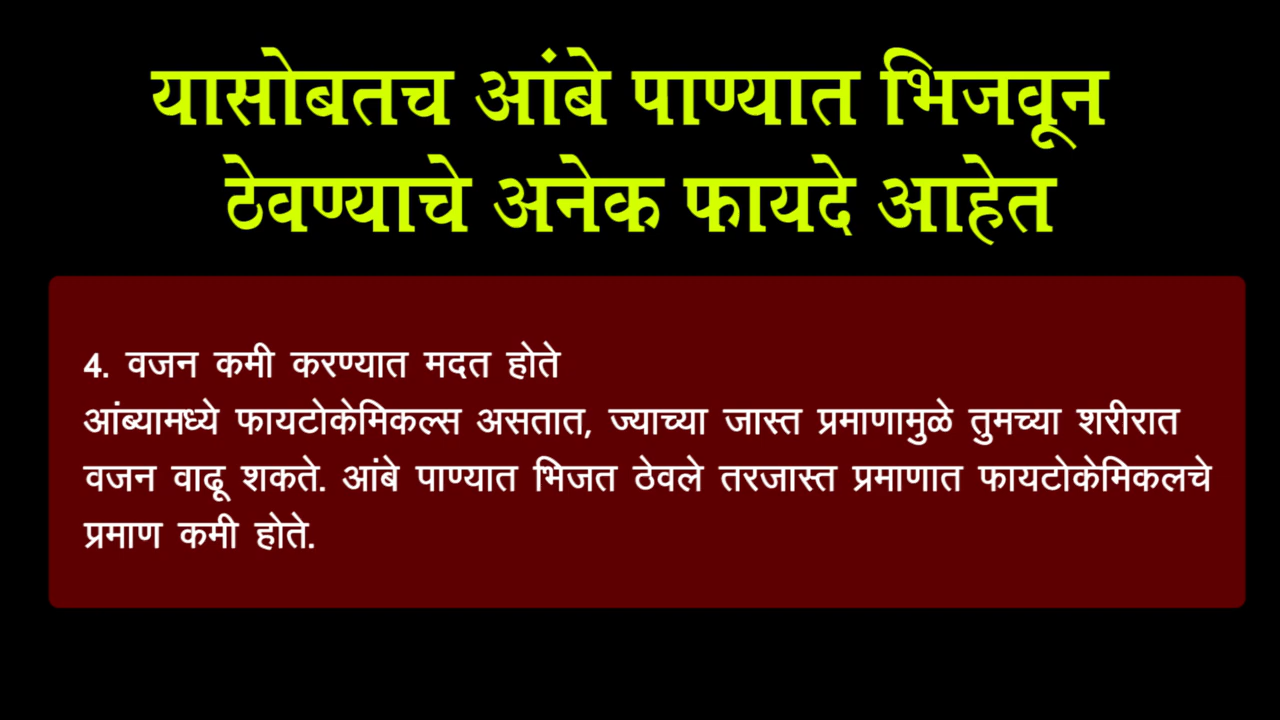 यासोबतच आंबे पाण्यात भिजवून
ठेवण्याचे अनेक फायदे आहेत
4. वजन कमी करण्यात मदत होते
आंब्यामध्ये फायटोकेमिकल्स असतात, ज्याच्या जास्त प्रमाणामुळे तुमच्या शरीरात
वजन वाढू शकते. आंबे पाण्यात भिजत ठेवले तरजास्त प्रमाणात फायटोकेमिकलचे
प्रमाण कमी होते.